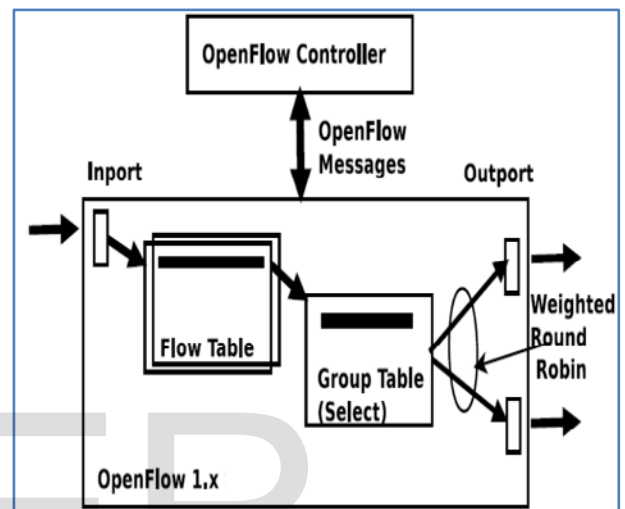 OpenFlow Controller
OpenFlow
Messages
Inport
Outport
Flow Table
Group Table
(Select)
Weighted
Round
Robin
OpenFlow 1.x